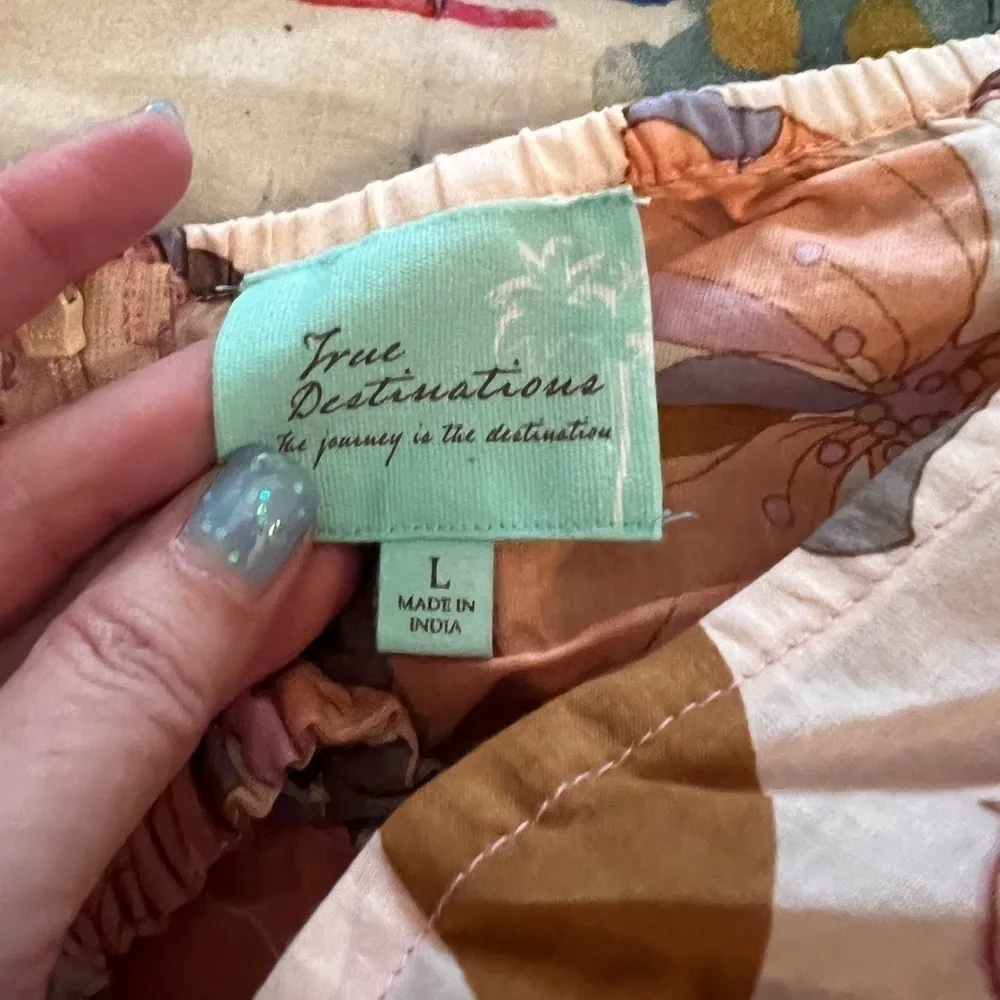 True
Destinations
The journey is the destination
L
MADE IN
INDIA